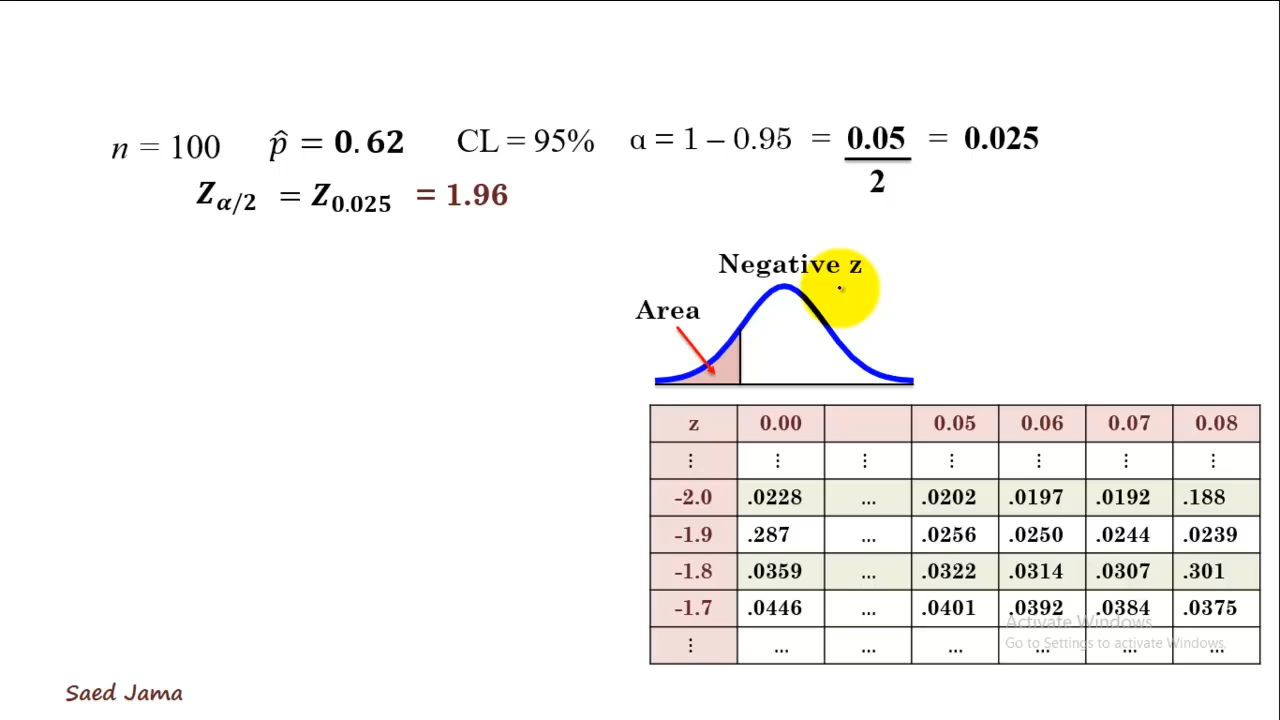 n = 100 p̂ = 0.62 CL = 95% α = 1 – 0.95 = 0.05/2 = 0.025
Zα/2 = Z0.025 = 1.96
Negative z
Area
z 0.00 0.05 0.06 0.07 0.08
⋮ ⋮ ⋮ ⋮ ⋮ ⋮ ⋮
-2.0 .0228 ... .0202 .0197 .0192 .188
-1.9 .287 ... .0256 .0250 .0244 .0239
-1.8 .0359 ... .0322 .0314 .0307 .301
-1.7 .0446 ... .0401 .0392 .0384 .0375
⋮ ... ... ... ... ... ...
Activate Windows
Go to Settings to activate Windows.
Saed Jama